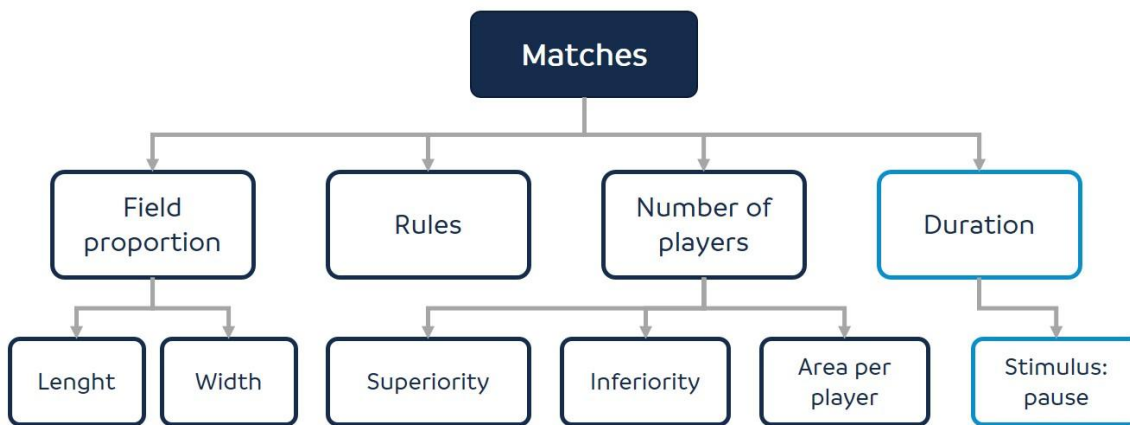 Matches
Field
proportion
Rules
Number of
players
Duration
Lenght
Width
Superiority
Inferiority
Area per
player
Stimulus:
pause